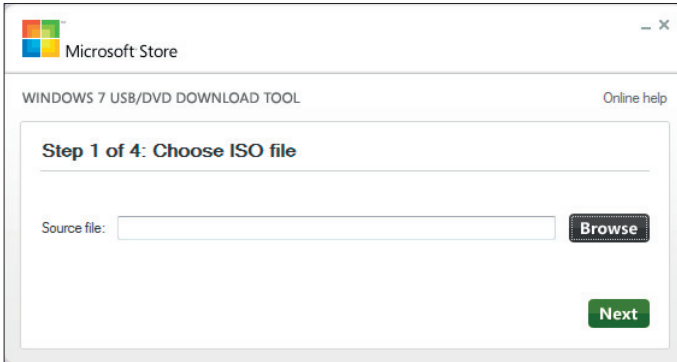 Microsoft Store
WINDOWS 7 USB/DVD DOWNLOAD TOOL
Online help
Step 1 of 4: Choose ISO file
Source file:
Browse
Next